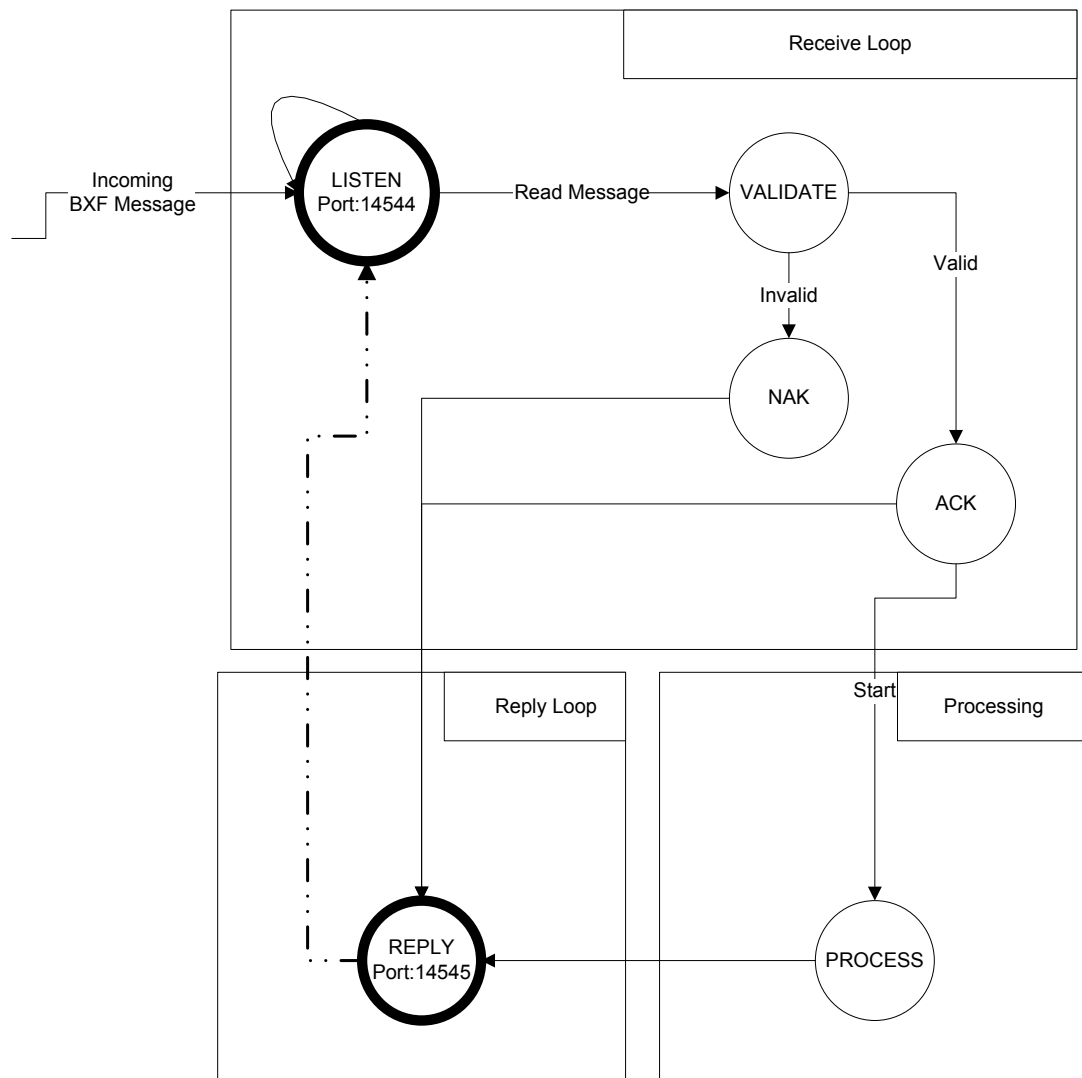 Receive Loop
Incoming
BXF Message
LISTEN
Port:14544
Read Message
VALIDATE
Valid
Invalid
NAK
ACK
Start
Reply Loop
Processing
REPLY
Port:14545
PROCESS